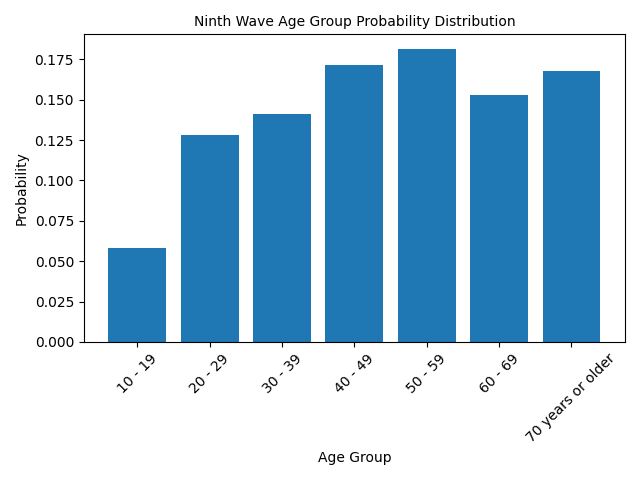 Ninth Wave Age Group Probability Distribution
Probability
0.175
0.150
0.125
0.100
0.075
0.050
0.025
0.000
10 - 19
20 - 29
30 - 39
40 - 49
50 - 59
60 - 69
70 years or older
Age Group